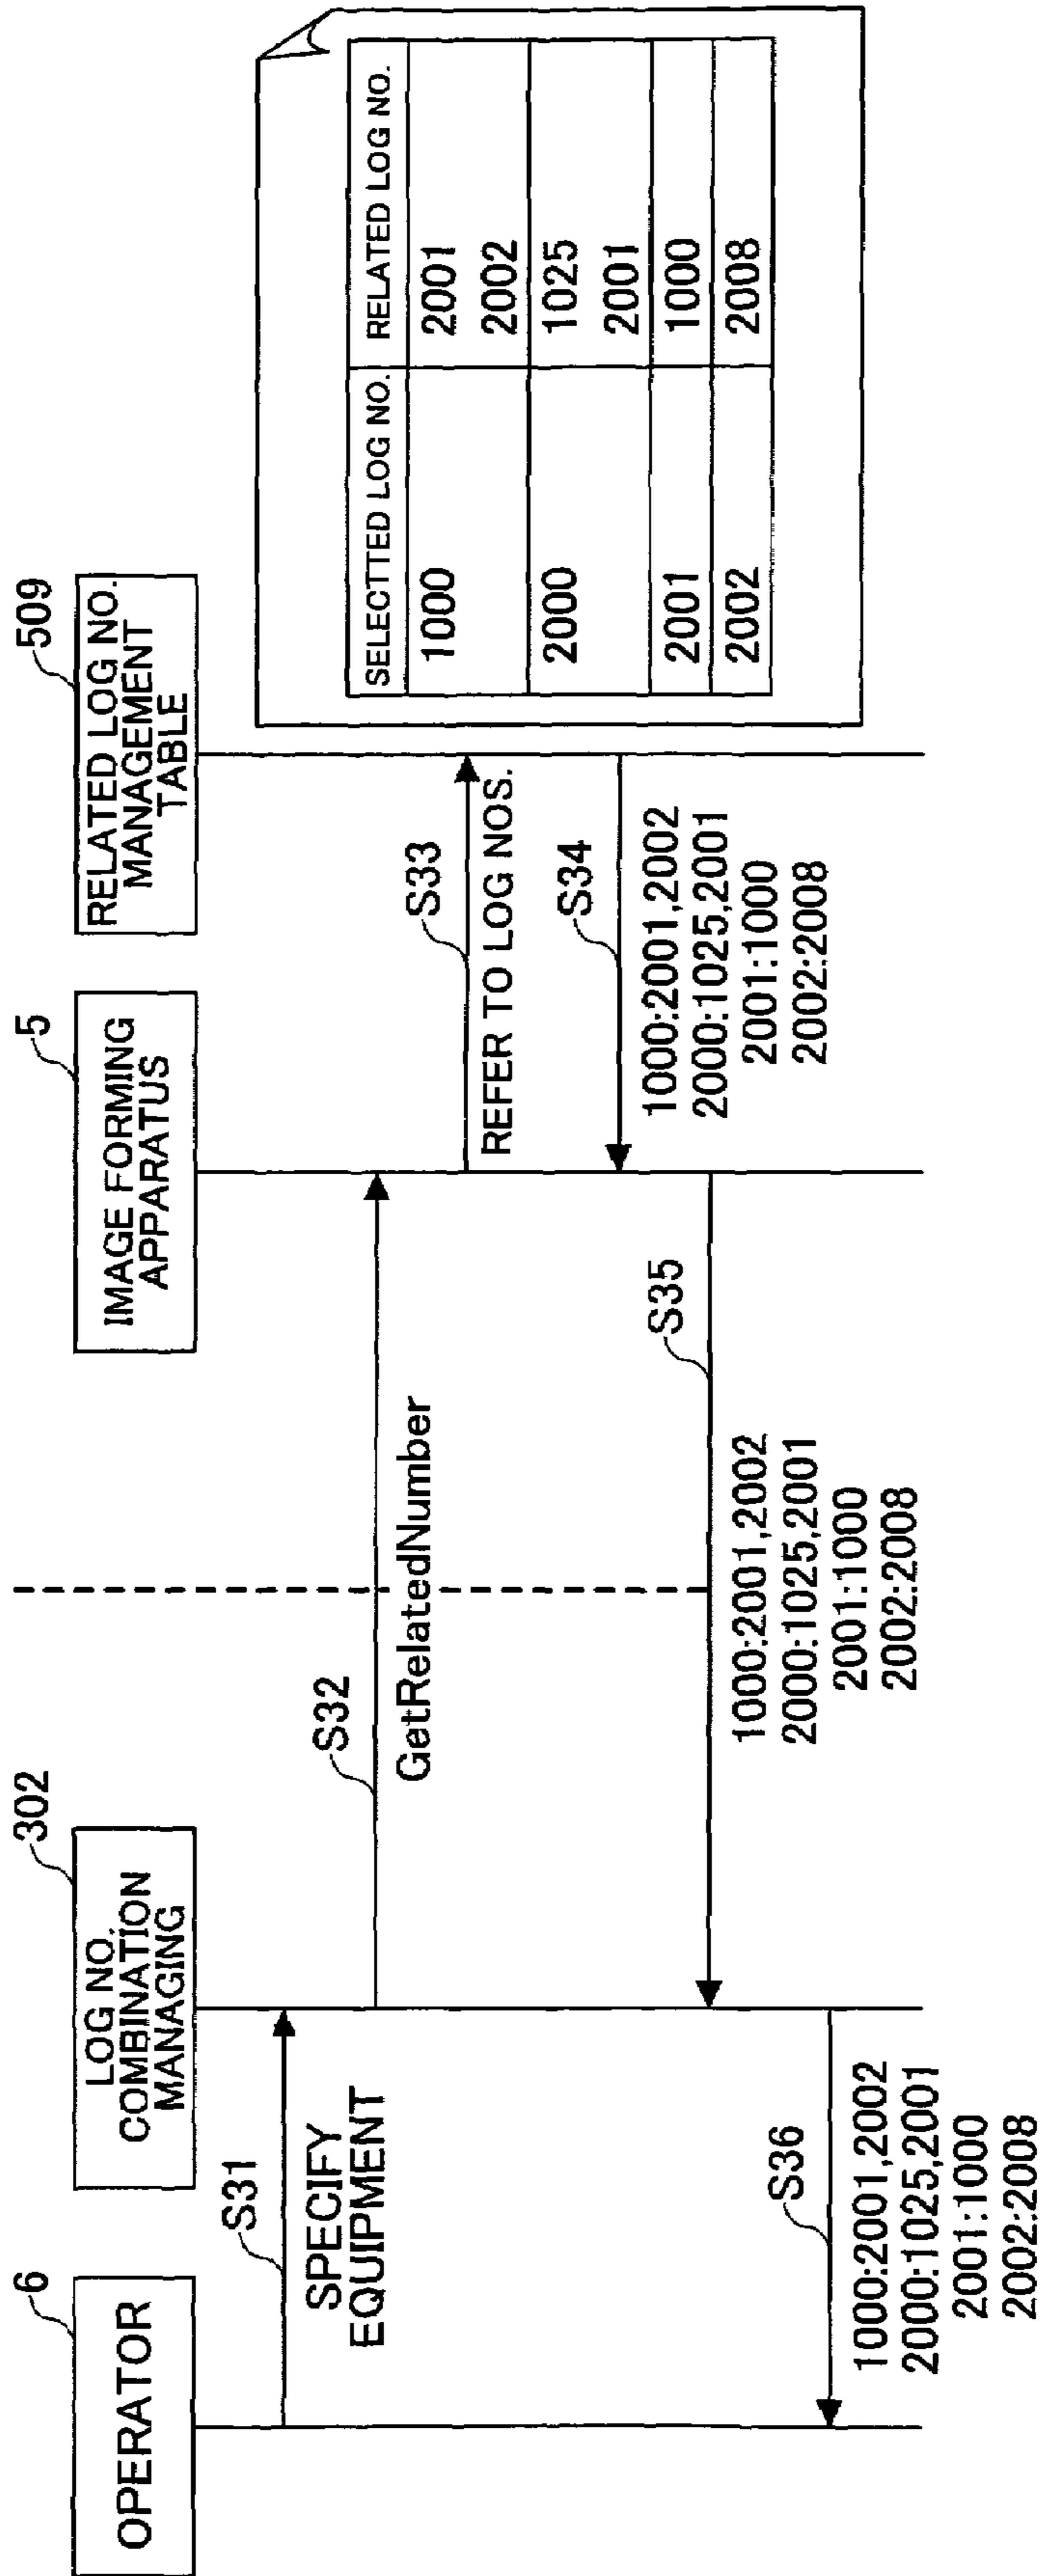 6
OPERATOR
302
LOG NO.
COMBINATION
MANAGING
5
IMAGE FORMING
APPARATUS
509
RELATED LOG NO.
MANAGEMENT
TABLE
S31
SPECIFY
EQUIPMENT
S32
GetRelatedNumber
S33
REFER TO LOG NOS.
S34
1000:2001,2002
2000:1025,2001
2001:1000
2002:2008
S35
1000:2001,2002
2000:1025,2001
2001:1000
2002:2008
S36
1000:2001,2002
2000:1025,2001
2001:1000
2002:2008
SELECTTED LOG NO. RELATED LOG NO.
1000 2001
2002
2000 1025
2001
2001 1000
2002 2008